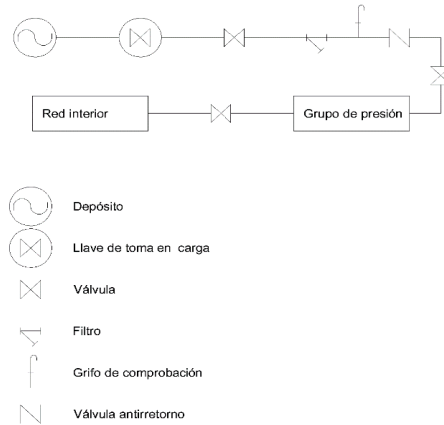 Red interior
Grupo de presión
Depósito
Llave de toma en carga
Válvula
Filtro
Grifo de comprobación
Válvula antirretorno